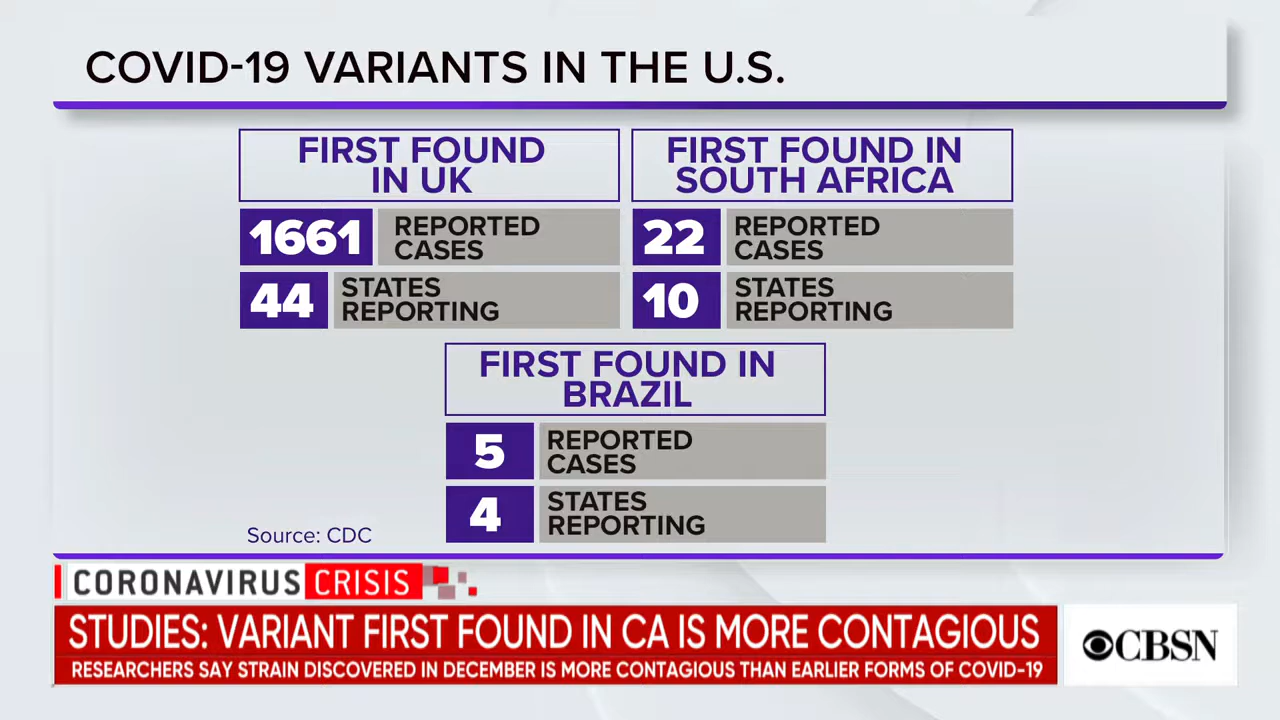 COVID-19 VARIANTS IN THE U.S.
FIRST FOUND
IN UK
1661
REPORTED
CASES
44
STATES
REPORTING
FIRST FOUND IN
SOUTH AFRICA
22
REPORTED
CASES
10
STATES
REPORTING
FIRST FOUND IN
BRAZIL
5
REPORTED
CASES
4
STATES
REPORTING
Source: CDC
CORONAVIRUS CRISIS
STUDIES: VARIANT FIRST FOUND IN CA IS MORE CONTAGIOUS
RESEARCHERS SAY STRAIN DISCOVERED IN DECEMBER IS MORE CONTAGIOUS THAN EARLIER FORMS OF COVID-19
CBSN